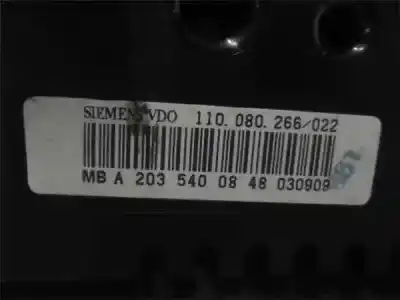 SIEMENS VDO 110.080.266/022
MB A 203 540 08 48 030909